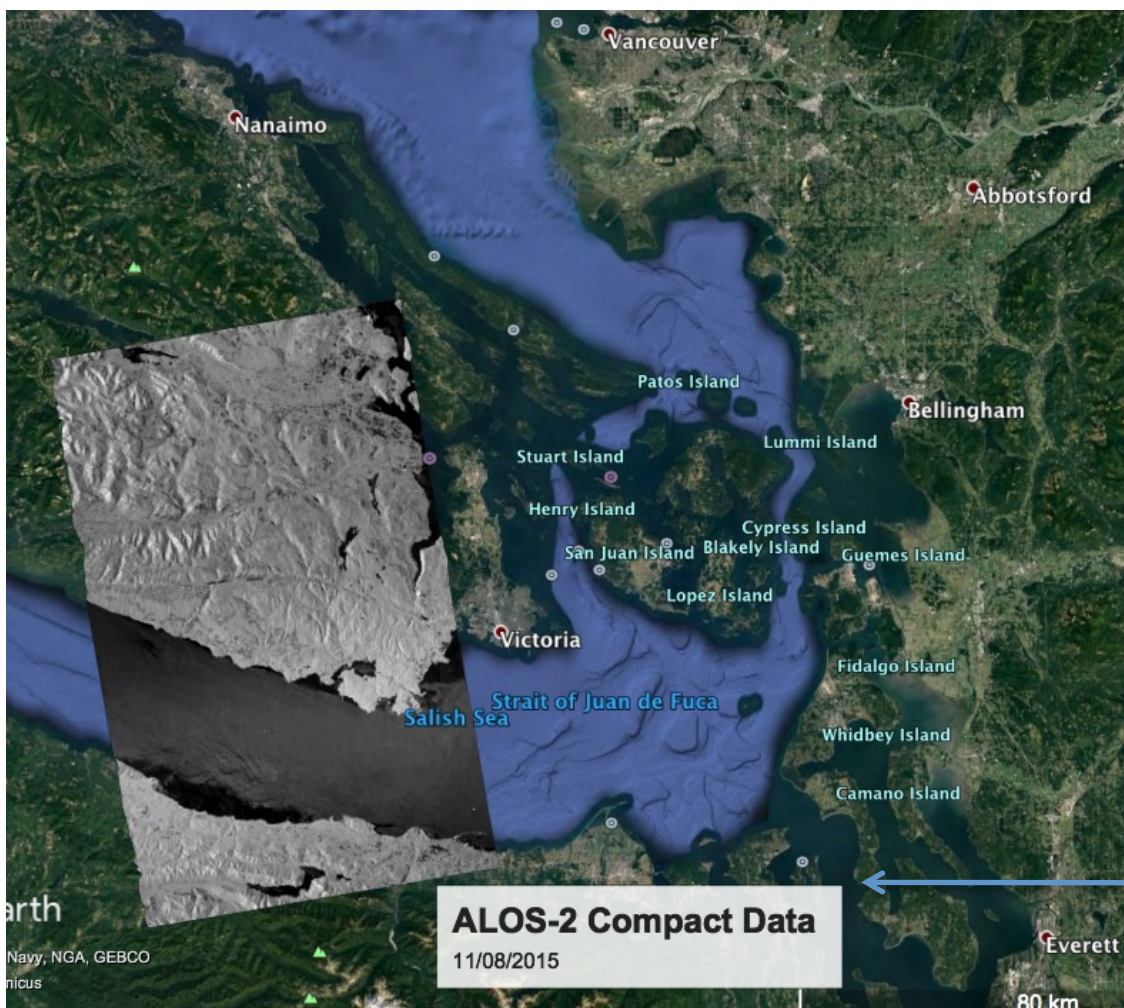 Vancouver
Nanaimo
Abbotsford
Patos Island
Bellingham
Lummi Island
Stuart Island
Henry Island
Cypress Island
San Juan Island
Blakely Island
Guemes Island
Lopez Island
Victoria
Fidalgo Island
Strait of Juan de Fuca
Salish Sea
Whidbey Island
Camano Island
arth
ALOS-2 Compact Data
11/08/2015
Everett
Navy, NGA, GEBCO
nicus
80 km